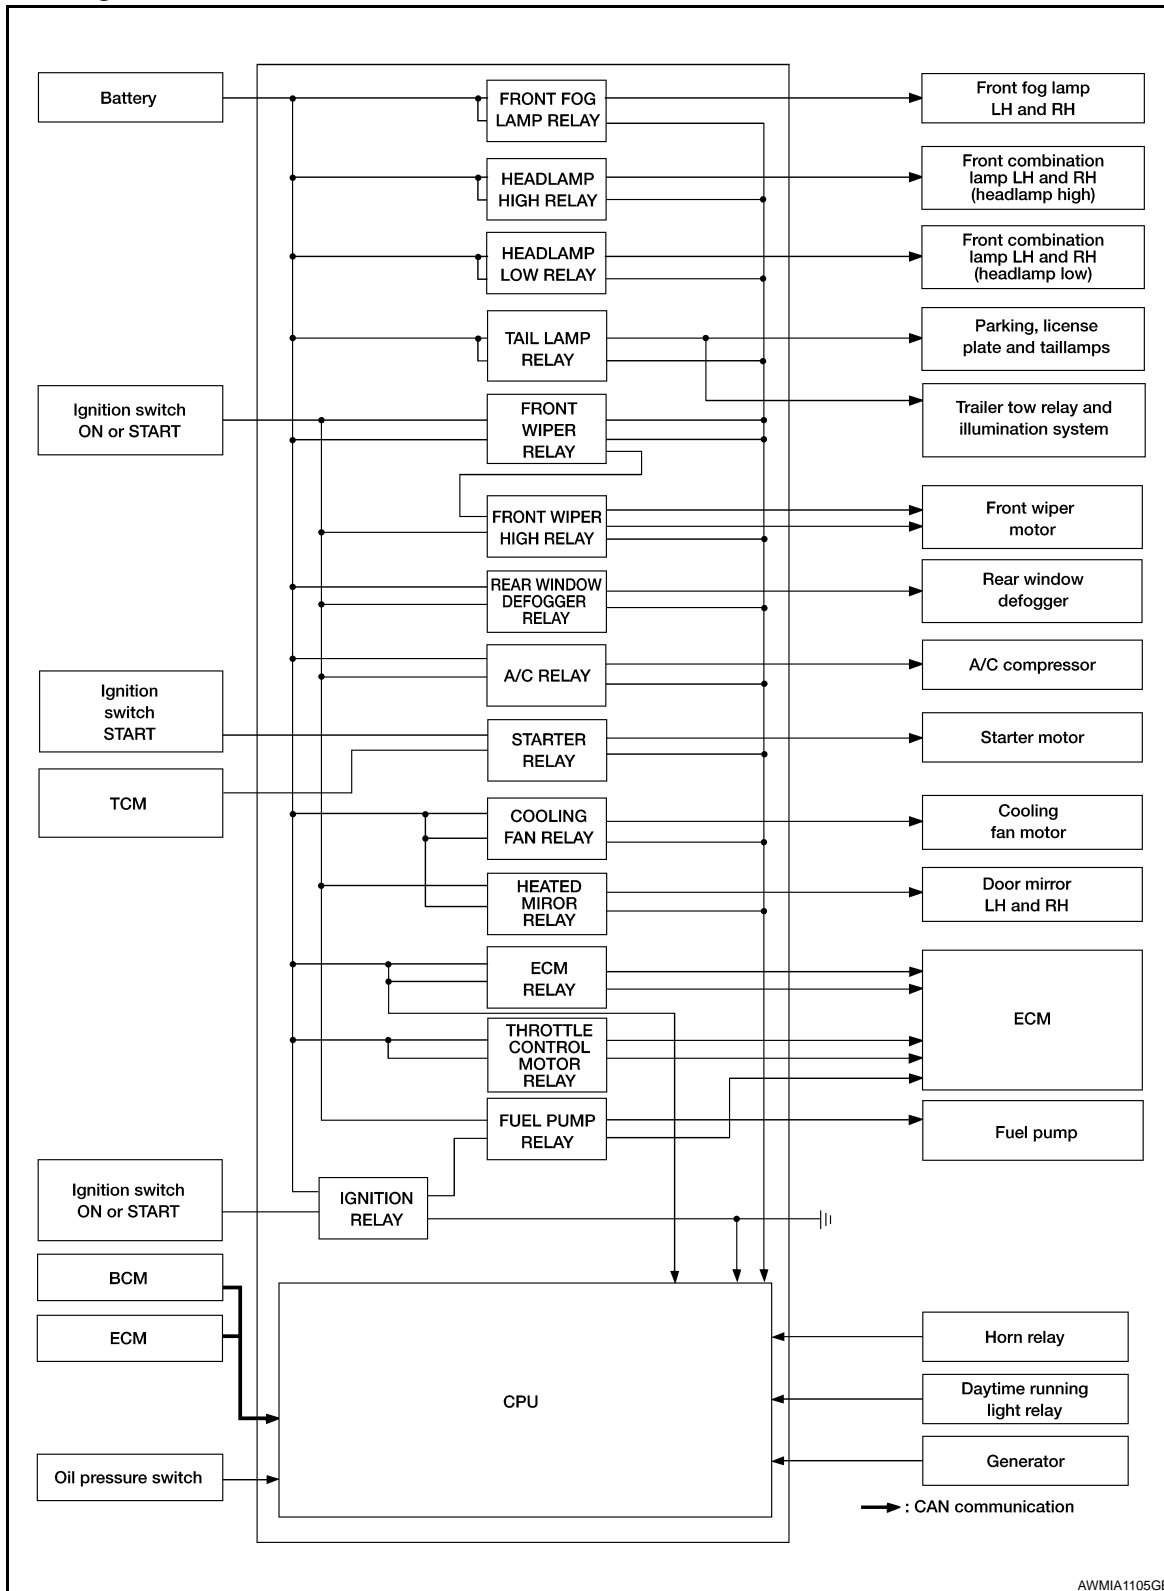 Battery
FRONT FOG
LAMP RELAY
Front fog lamp
LH and RH
HEADLAMP
HIGH RELAY
Front combination
lamp LH and RH
(headlamp high)
HEADLAMP
LOW RELAY
Front combination
lamp LH and RH
(headlamp low)
TAIL LAMP
RELAY
Parking, license
plate and taillamps
Ignition switch
ON or START
FRONT
WIPER
RELAY
Trailer tow relay and
illumination system
FRONT WIPER
HIGH RELAY
Front wiper
motor
REAR WINDOW
DEFOGGER
RELAY
Rear window
defogger
A/C RELAY
A/C compressor
Ignition
switch
START
STARTER
RELAY
Starter motor
TCM
COOLING
FAN RELAY
Cooling
fan motor
HEATED
MIROR
RELAY
Door mirror
LH and RH
ECM
RELAY
ECM
THROTTLE
CONTROL
MOTOR
RELAY
FUEL PUMP
RELAY
Fuel pump
Ignition switch
ON or START
IGNITION
RELAY
BCM
ECM
CPU
Horn relay
Daytime running
light relay
Generator
Oil pressure switch
: CAN communication